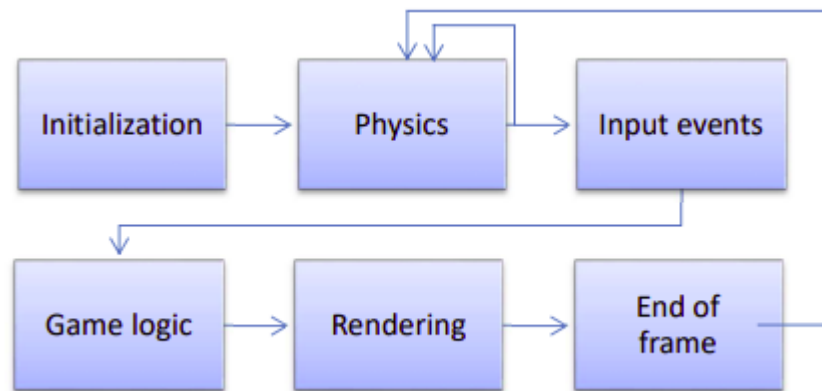 Initialization
Physics
Input events
Game logic
Rendering
End of
frame